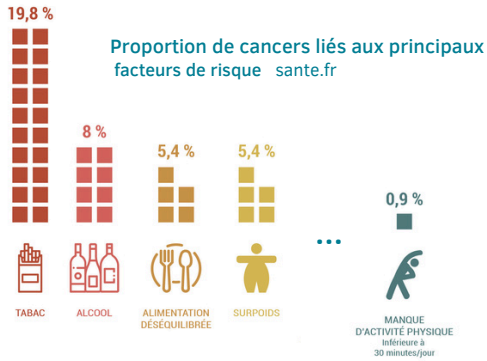 19,8 %
Proportion de cancers liés aux principaux
facteurs de risque sante.fr
8 %
5,4 %
5,4 %
0,9 %
...
TABAC
ALCOOL
ALIMENTATION
DÉSÉQUILIBRÉE
SURPOIDS
MANQUE
D'ACTIVITÉ PHYSIQUE
Inférieure à
30 minutes/jour